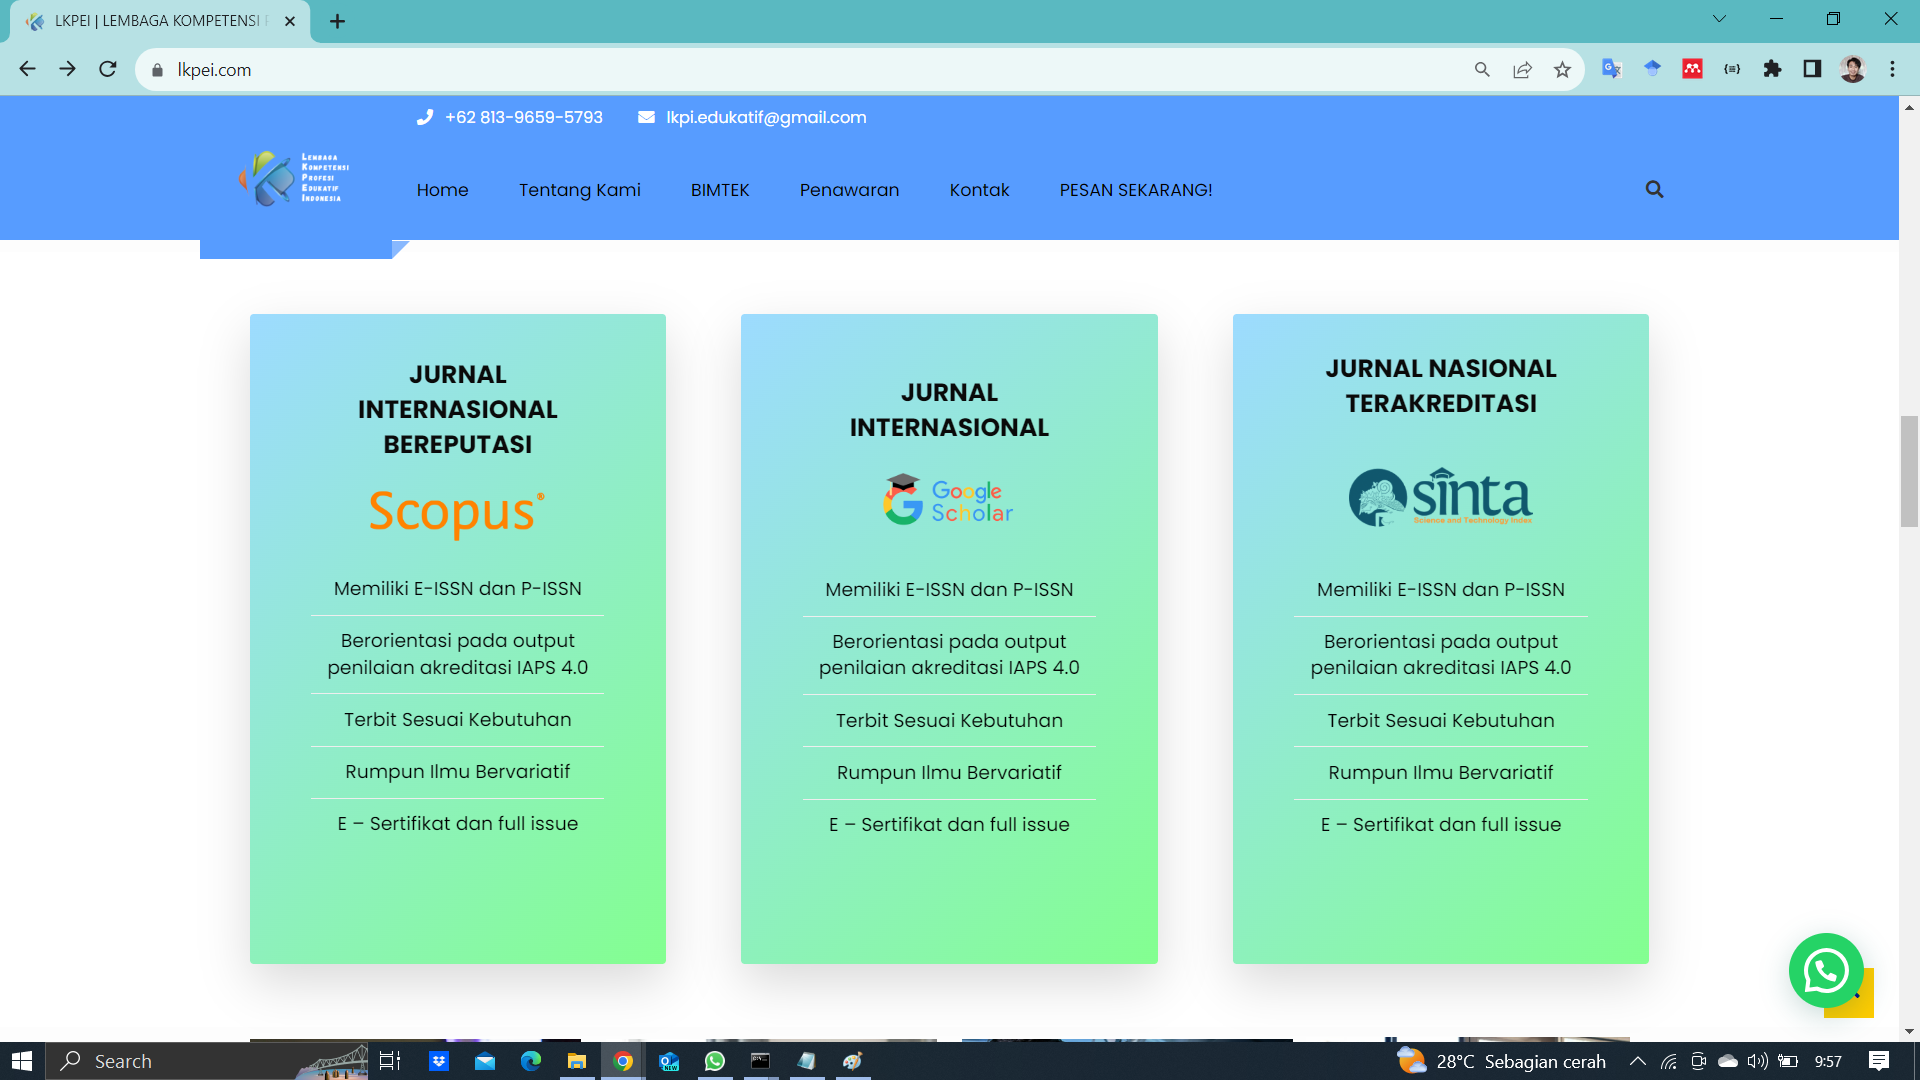 LKPEI | LEMBAGA KOMPETENSI
lkpei.com
+62 813-9659-5793 lkpi.edukatif@gmail.com
LEMBAGA
KOMPETENSI
PROFESI
EDUKATIF
INDONESIA
Home Tentang Kami BIMTEK Penawaran Kontak PESAN SEKARANG!
JURNAL
INTERNASIONAL
BEREPUTASI
Scopus®
Memiliki E-ISSN dan P-ISSN
Berorientasi pada output
penilaian akreditasi IAPS 4.0
Terbit Sesuai Kebutuhan
Rumpun Ilmu Bervariatif
E – Sertifikat dan full issue
JURNAL
INTERNASIONAL
Google
Scholar
Memiliki E-ISSN dan P-ISSN
Berorientasi pada output
penilaian akreditasi IAPS 4.0
Terbit Sesuai Kebutuhan
Rumpun Ilmu Bervariatif
E – Sertifikat dan full issue
JURNAL NASIONAL
TERAKREDITASI
sinta
Science and Technology Index
Memiliki E-ISSN dan P-ISSN
Berorientasi pada output
penilaian akreditasi IAPS 4.0
Terbit Sesuai Kebutuhan
Rumpun Ilmu Bervariatif
E – Sertifikat dan full issue
Search 28°C Sebagian cerah 9:57